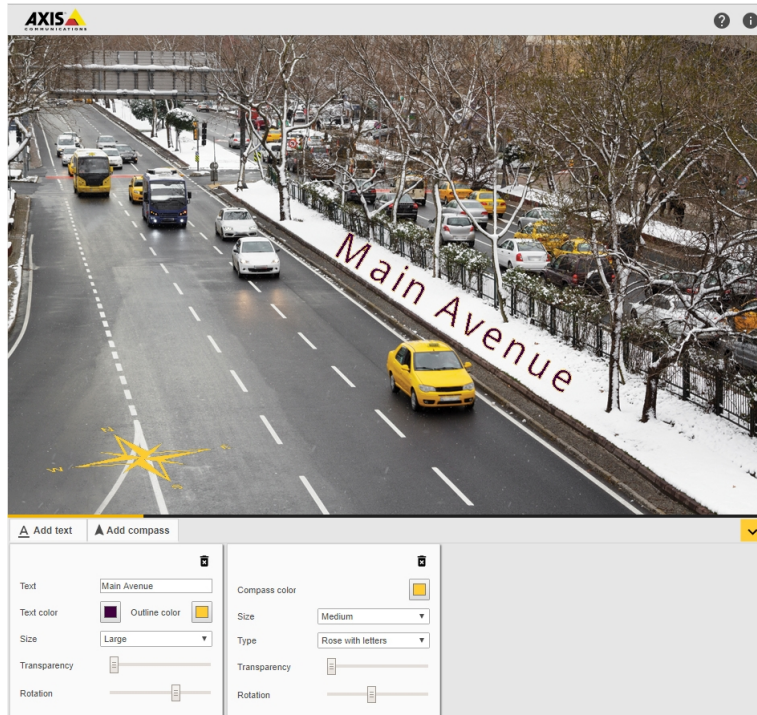 AXIS
COMMUNICATIONS
Main Avenue
N
W
Add text
Add compass
Text
Main Avenue
Text color
Outline color
Size
Large
Transparency
Rotation
Compass color
Size
Medium
Type
Rose with letters
Transparency
Rotation